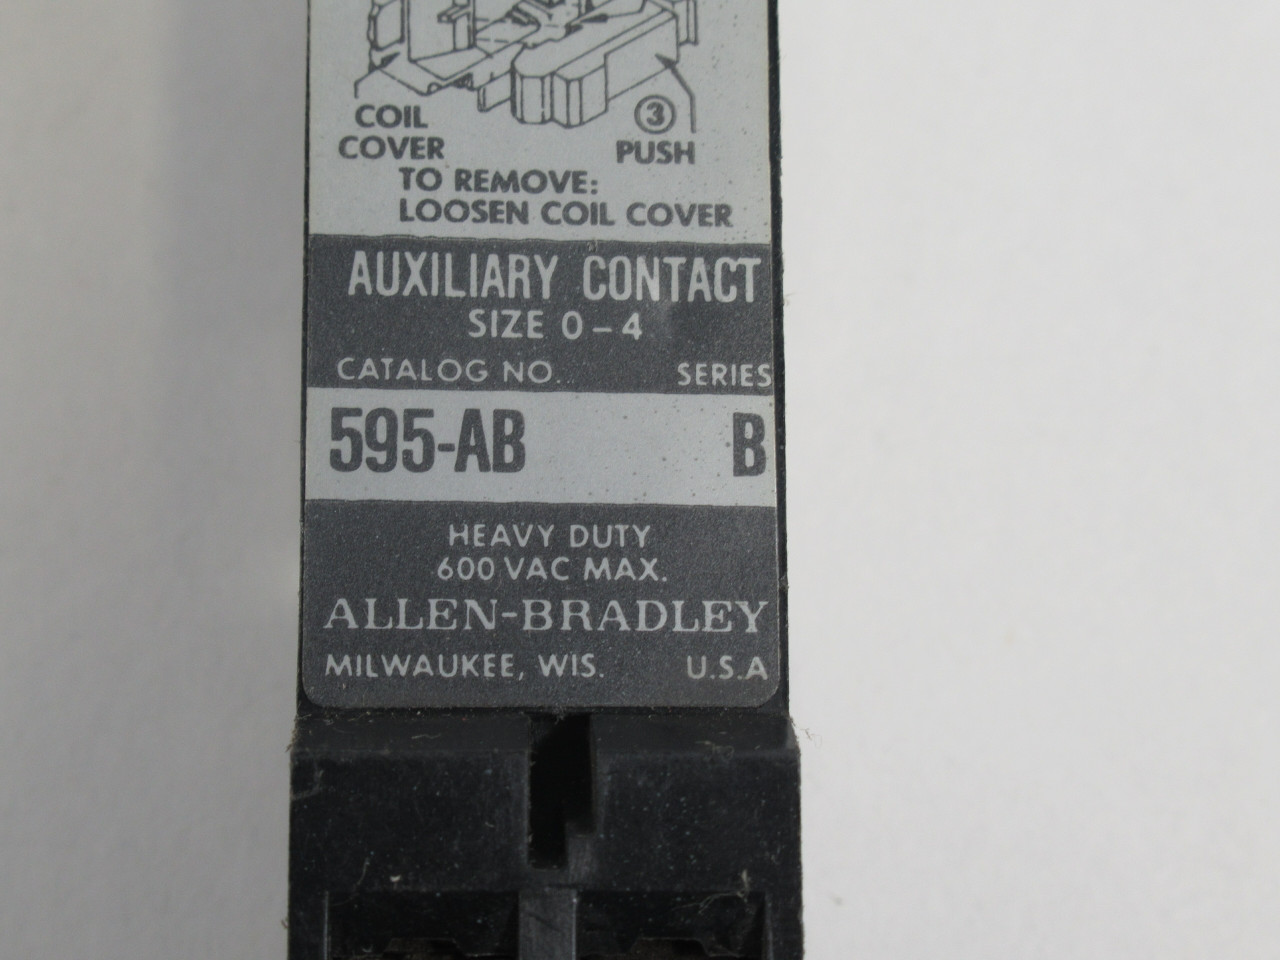 COIL
COVER
3
PUSH
TO REMOVE:
LOOSEN COIL COVER
AUXILIARY CONTACT
SIZE 0-4
CATALOG NO. SERIES
595-AB B
HEAVY DUTY
600 VAC MAX.
ALLEN-BRADLEY
MILWAUKEE, WIS. U.S.A